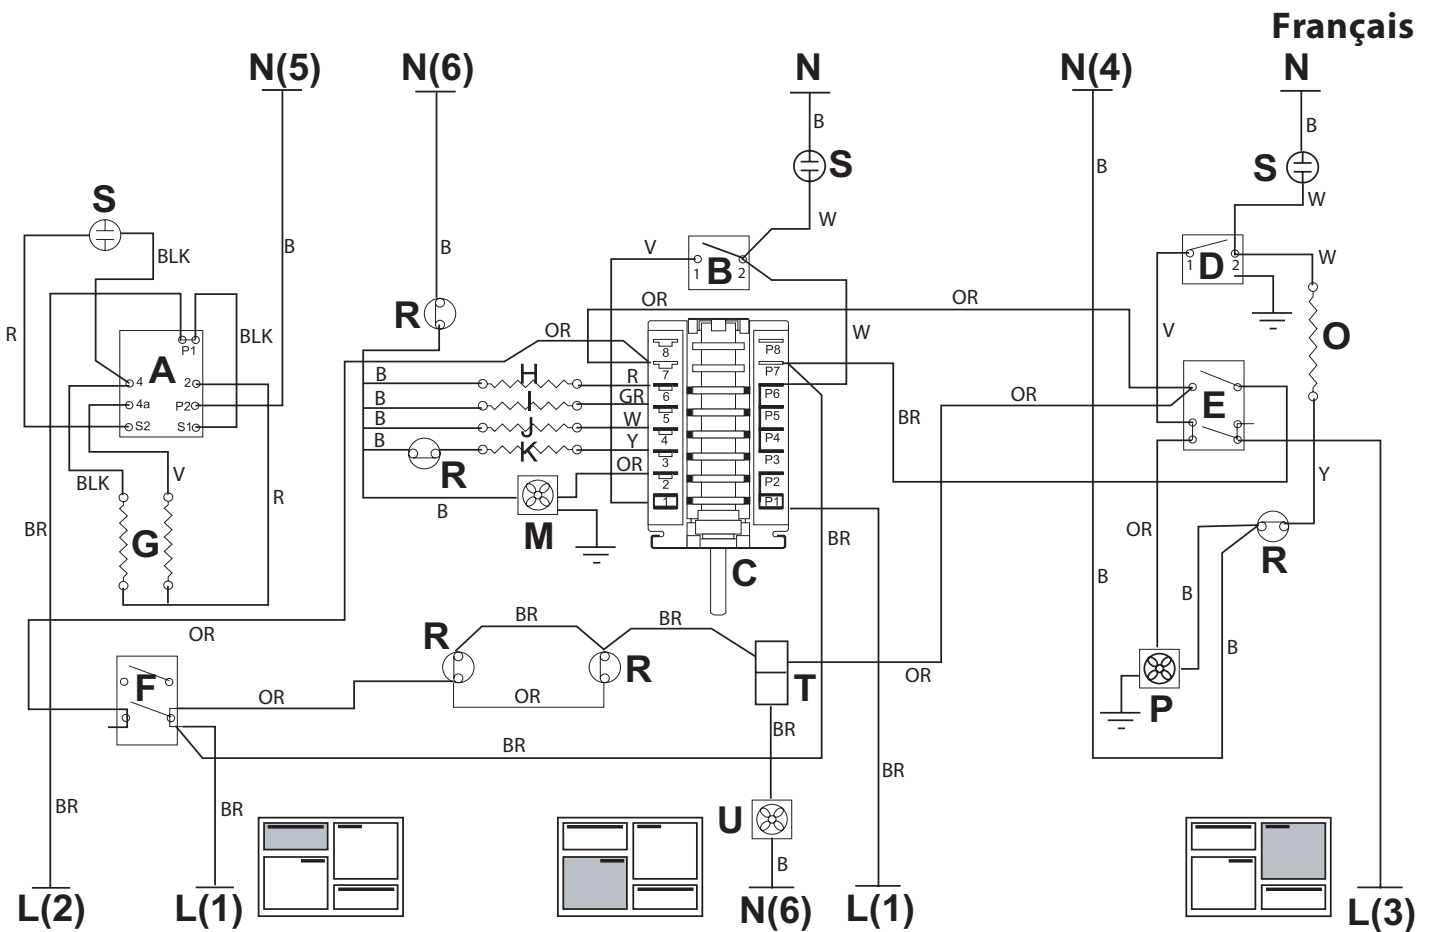 Français
N(5) N(6) N N(4) N
B B
S S
S
B
W W
BLK B B V W
B
1 2
D
1 2
OR OR
R
OR
R BLK
P1
A
4 2
4a P2
S2 S1
W V
O
8 P8
7 P7
6 P6
5 P5
4 P4
3 P3
2 P2
1 P1
B H R
B I GR
B J W
B K Y
R OR
OR
BR
E
BLK V
R
B
M
C
Y
G
BR
BR
OR
R
B
B
P
B
OR
R BR BR
R
OR
T
OR
F
OR
BR
BR
BR
BR
BR
U
B
L(2) L(1) N(6) L(1) L(3)